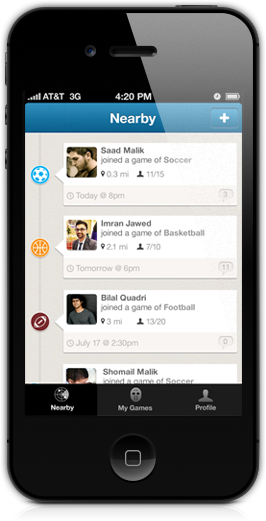 AT&T 3G 4:20 PM
Nearby +
Saad Malik
joined a game of Soccer
0.3 mi 11/15
Today @ 8pm 3
Imran Jawed
joined a game of Basketball
2.1 mi 7/10
Tomorrow @ 6pm 11
Bilal Quadri
joined a game of Football
3 mi 13/20
July 17 @ 2:30pm 0
Shomail Malik
joined a game of Soccer
Nearby My Games Profile